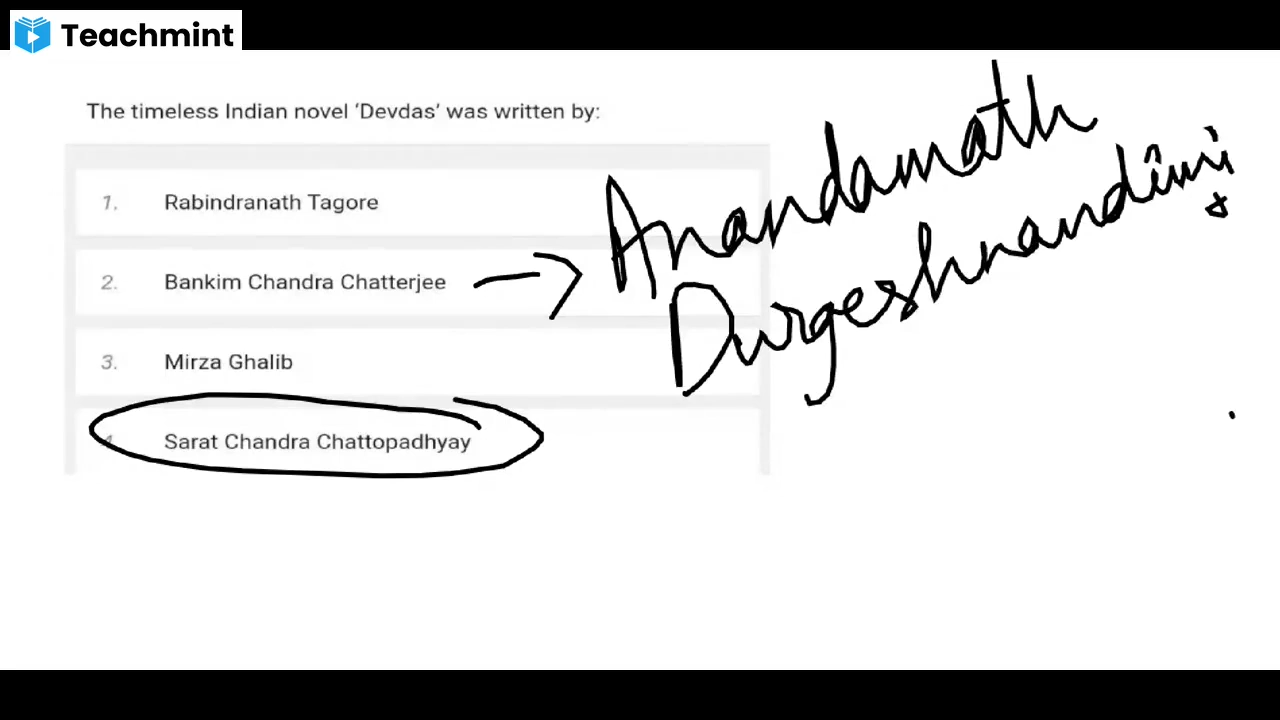 Teachmint
The timeless Indian novel ‘Devdas’ was written by:
1. Rabindranath Tagore
2. Bankim Chandra Chatterjee
3. Mirza Ghalib
4. Sarat Chandra Chattopadhyay
Anandamath
Durgeshnandini